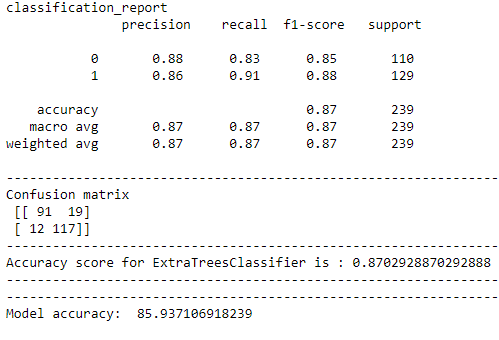 classification_report
precision recall f1-score support
0 0.88 0.83 0.85 110
1 0.86 0.91 0.88 129
accuracy 0.87 239
macro avg 0.87 0.87 0.87 239
weighted avg 0.87 0.87 0.87 239
----------------------------------------------------------------
Confusion matrix
[[ 91 19]
[ 12 117]]
----------------------------------------------------------------
Accuracy score for ExtraTreesClassifier is : 0.8702928870292888
----------------------------------------------------------------
----------------------------------------------------------------
Model accuracy: 85.937106918239